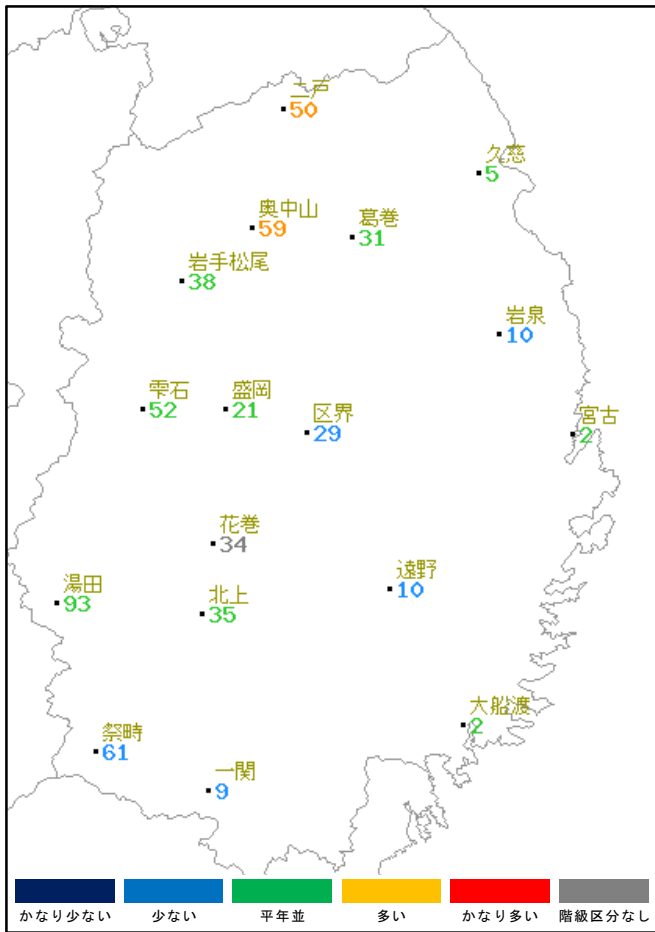 二戸
50
久慈
5
奥中山
59
葛巻
31
岩手松尾
38
岩泉
10
雫石
52
盛岡
21
区界
29
宮古
2
花巻
34
湯田
93
北上
35
遠野
10
大船渡
2
祭畤
61
一関
9
かなり少ない 少ない 平年並 多い かなり多い 階級区分なし